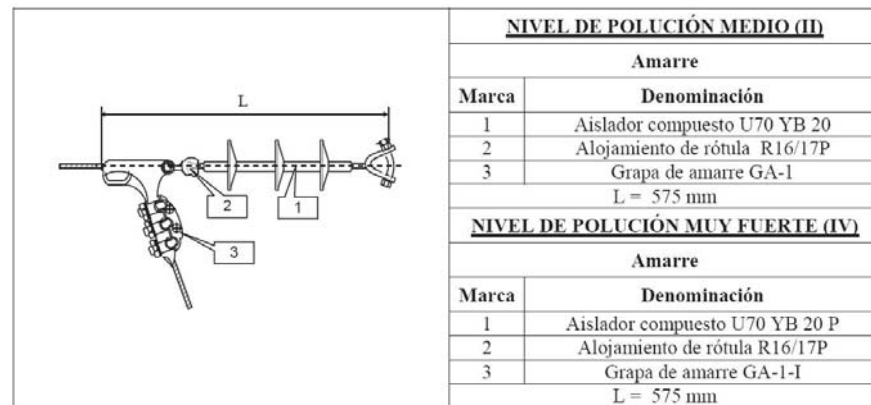 L
1
2
3
NIVEL DE POLUCIÓN MEDIO (II)
Amarre
Marca Denominación
1 Aislador compuesto U70 YB 20
2 Alojamiento de rótula R16/17P
3 Grapa de amarre GA-1
L = 575 mm
NIVEL DE POLUCIÓN MUY FUERTE (IV)
Amarre
Marca Denominación
1 Aislador compuesto U70 YB 20 P
2 Alojamiento de rótula R16/17P
3 Grapa de amarre GA-1-I
L = 575 mm